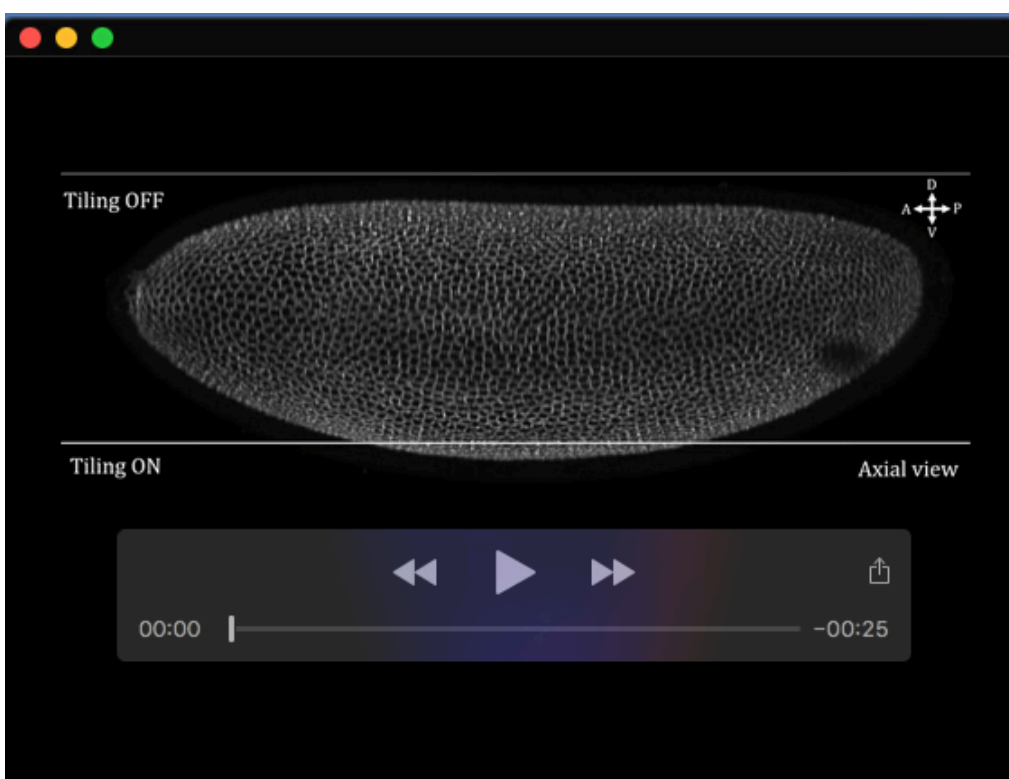 Tiling OFF
D
A P
V
Tiling ON
Axial view
00:00
-00:25